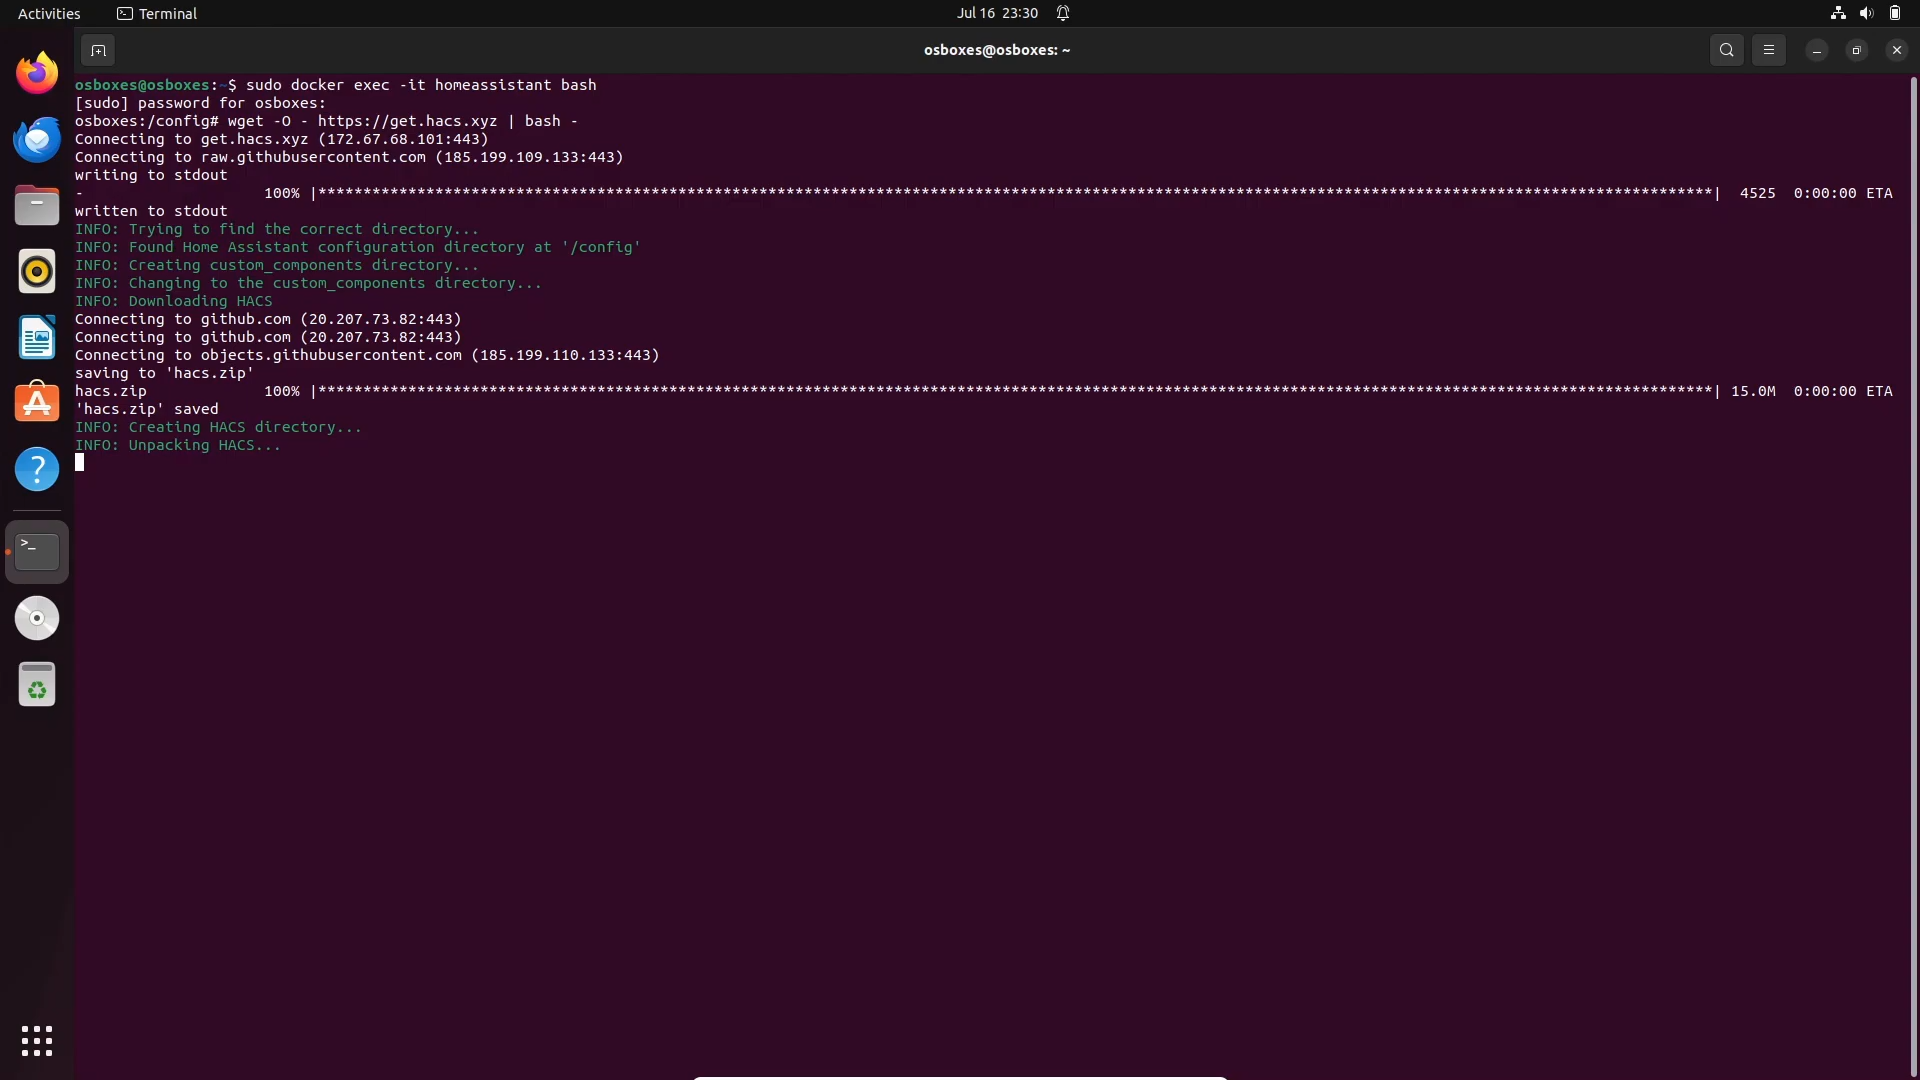 Activities Terminal Jul 16 23:30
osboxes@osboxes: ~
osboxes@osboxes:~$ sudo docker exec -it homeassistant bash
[sudo] password for osboxes:
osboxes:/config# wget -O - https://get.hacs.xyz | bash -
Connecting to get.hacs.xyz (172.67.68.101:443)
Connecting to raw.githubusercontent.com (185.199.109.133:443)
writing to stdout
- 100% |***********************************************************************************************************************************************************| 4525 0:00:00 ETA
written to stdout
INFO: Trying to find the correct directory...
INFO: Found Home Assistant configuration directory at '/config'
INFO: Creating custom_components directory...
INFO: Changing to the custom_components directory...
INFO: Downloading HACS
Connecting to github.com (20.207.73.82:443)
Connecting to github.com (20.207.73.82:443)
Connecting to objects.githubusercontent.com (185.199.110.133:443)
saving to 'hacs.zip'
hacs.zip 100% |***********************************************************************************************************************************************************| 15.0M 0:00:00 ETA
'hacs.zip' saved
INFO: Creating HACS directory...
INFO: Unpacking HACS...